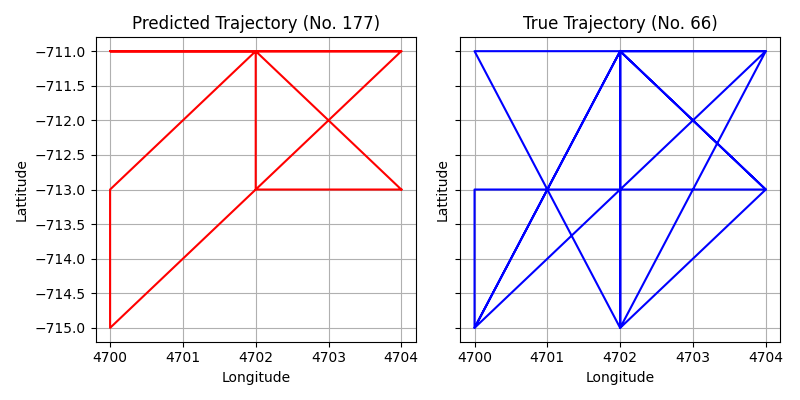 Predicted Trajectory (No. 177)
True Trajectory (No. 66)
Lattitude
−711.0
−711.5
−712.0
−712.5
−713.0
−713.5
−714.0
−714.5
−715.0
4700 4701 4702 4703 4704
Longitude
Lattitude
4700 4701 4702 4703 4704
Longitude